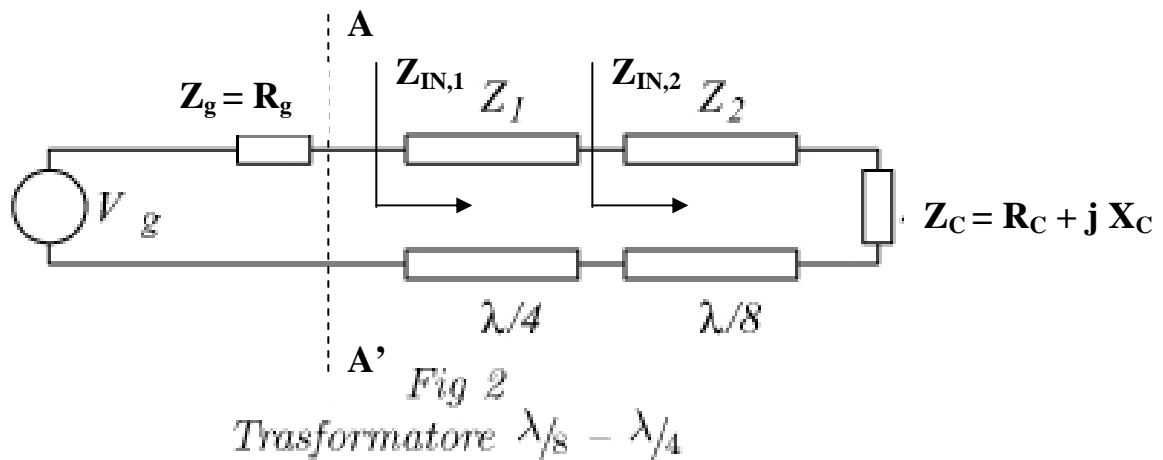 A
Z_IN,1
Z_IN,2
Z_g = R_g
Z_1
Z_2
V_g
Z_C = R_C + j X_C
λ/4
λ/8
A’
Fig 2
Trasformatore λ/8 – λ/4